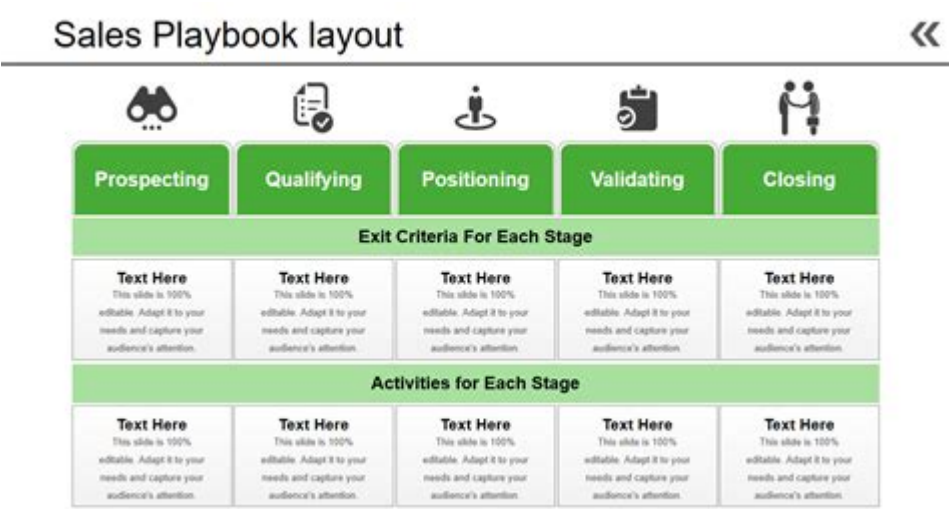 Sales Playbook layout
Prospecting
Qualifying
Positioning
Validating
Closing
Exit Criteria For Each Stage
Text Here
This slide is 100%
editable. Adapt it to your
needs and capture your
audience's attention.
Text Here
This slide is 100%
editable. Adapt it to your
needs and capture your
audience's attention.
Text Here
This slide is 100%
editable. Adapt it to your
needs and capture your
audience's attention.
Text Here
This slide is 100%
editable. Adapt it to your
needs and capture your
audience's attention.
Text Here
This slide is 100%
editable. Adapt it to your
needs and capture your
audience's attention.
Activities for Each Stage
Text Here
This slide is 100%
editable. Adapt it to your
needs and capture your
audience's attention.
Text Here
This slide is 100%
editable. Adapt it to your
needs and capture your
audience's attention.
Text Here
This slide is 100%
editable. Adapt it to your
needs and capture your
audience's attention.
Text Here
This slide is 100%
editable. Adapt it to your
needs and capture your
audience's attention.
Text Here
This slide is 100%
editable. Adapt it to your
needs and capture your
audience's attention.